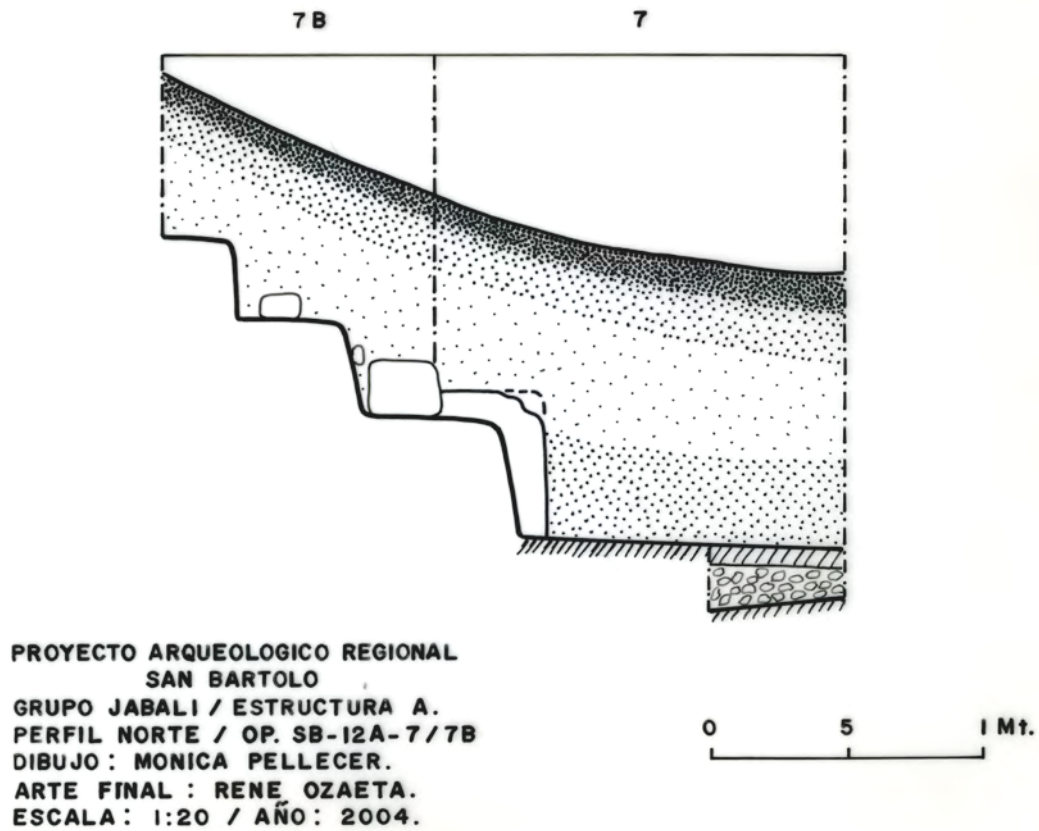 7B 7
PROYECTO ARQUEOLOGICO REGIONAL
SAN BARTOLO
GRUPO JABALI / ESTRUCTURA A.
PERFIL NORTE / OP. SB-12A-7/7B
DIBUJO: MONICA PELLECER.
ARTE FINAL: RENE OZAETA.
ESCALA: 1:20 / AÑO: 2004.
0 5 1 Mt.